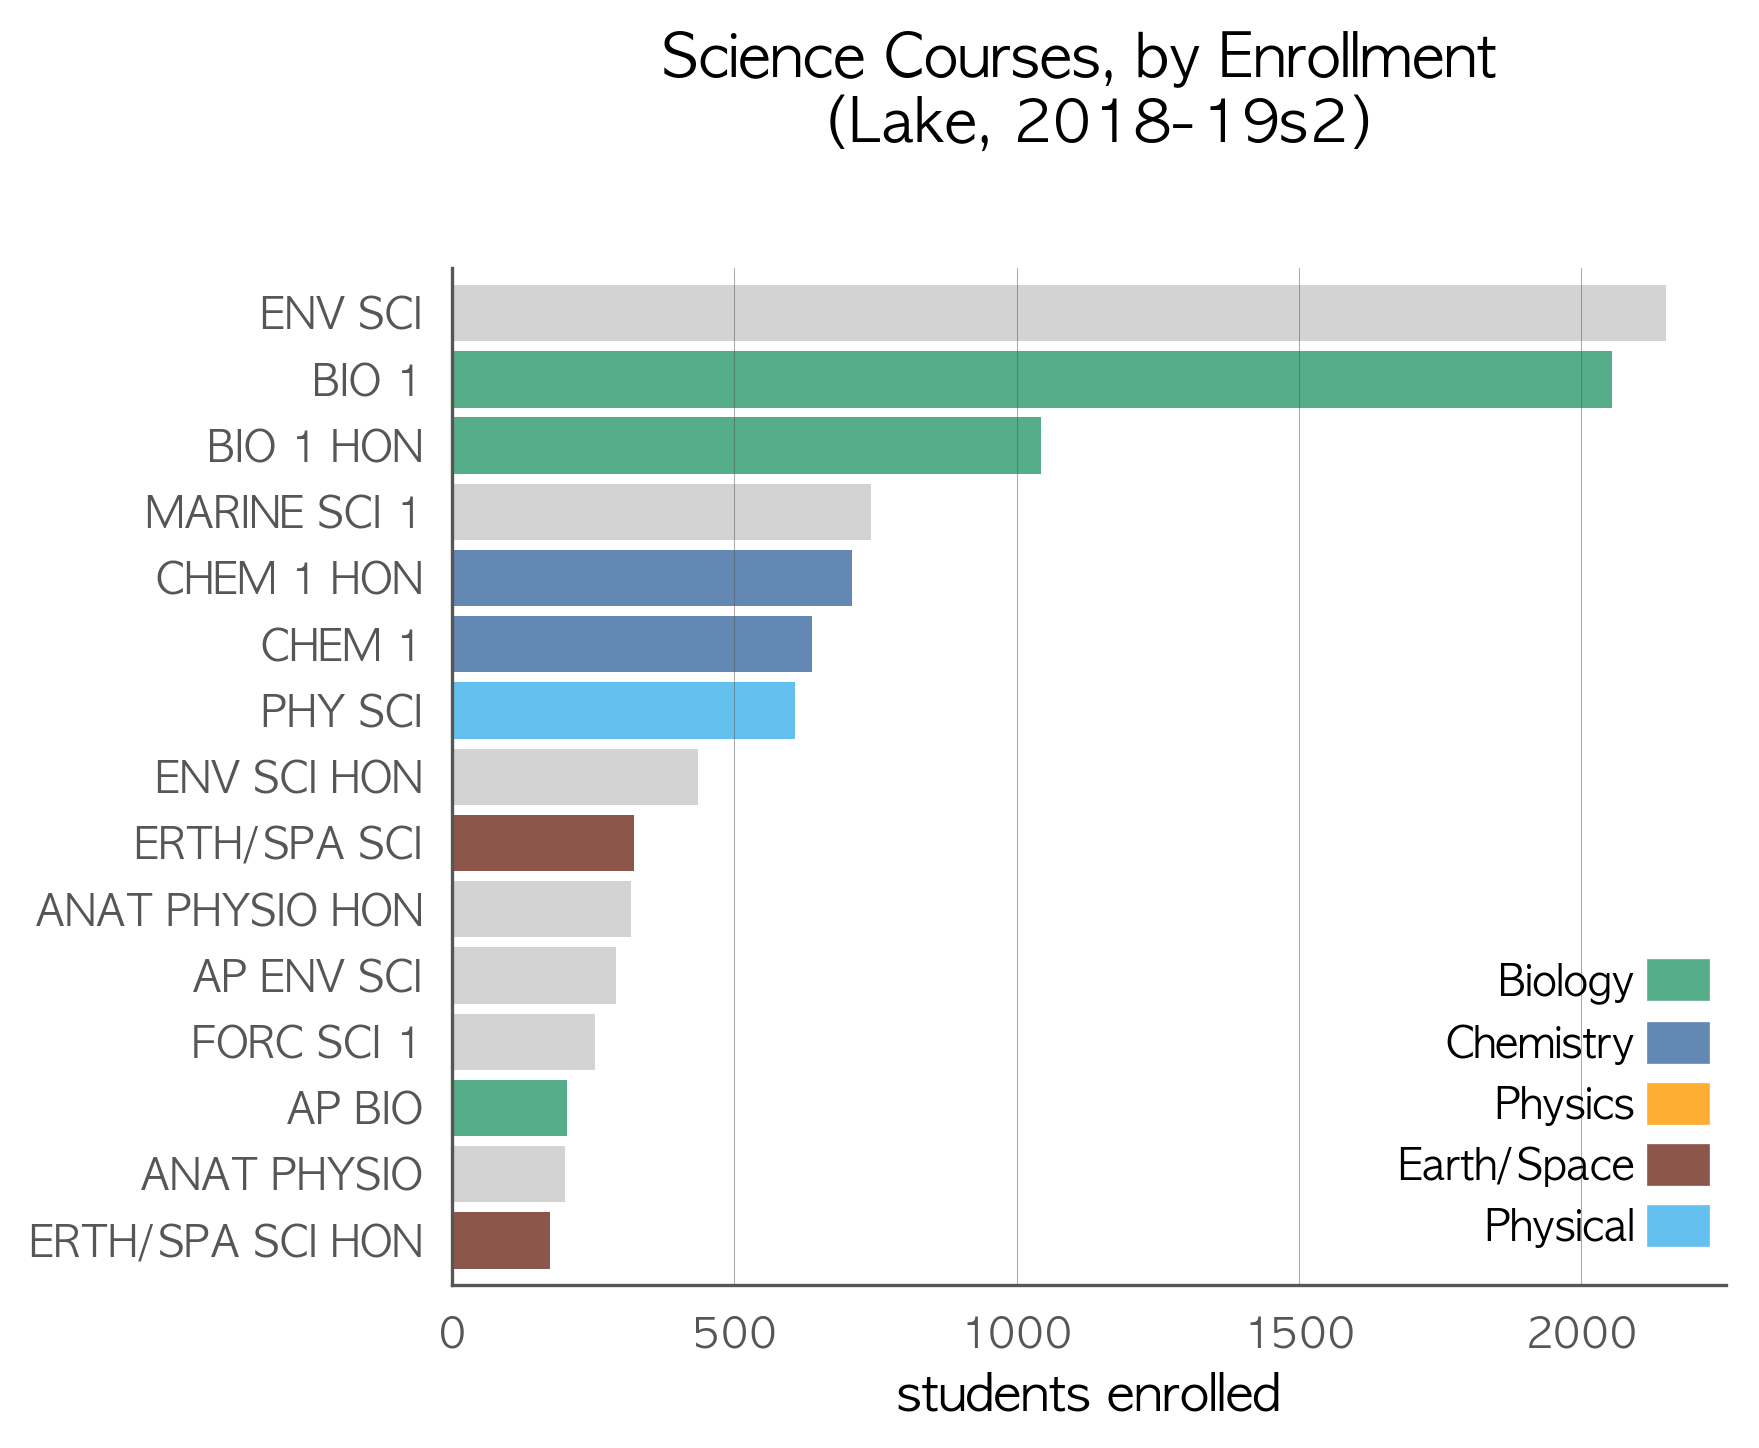 Science Courses, by Enrollment
(Lake, 2018-19s2)
ENV SCI
BIO 1
BIO 1 HON
MARINE SCI 1
CHEM 1 HON
CHEM 1
PHY SCI
ENV SCI HON
ERTH/SPA SCI
ANAT PHYSIO HON
AP ENV SCI
FORC SCI 1
AP BIO
ANAT PHYSIO
ERTH/SPA SCI HON
Biology
Chemistry
Physics
Earth/Space
Physical
0 500 1000 1500 2000
students enrolled